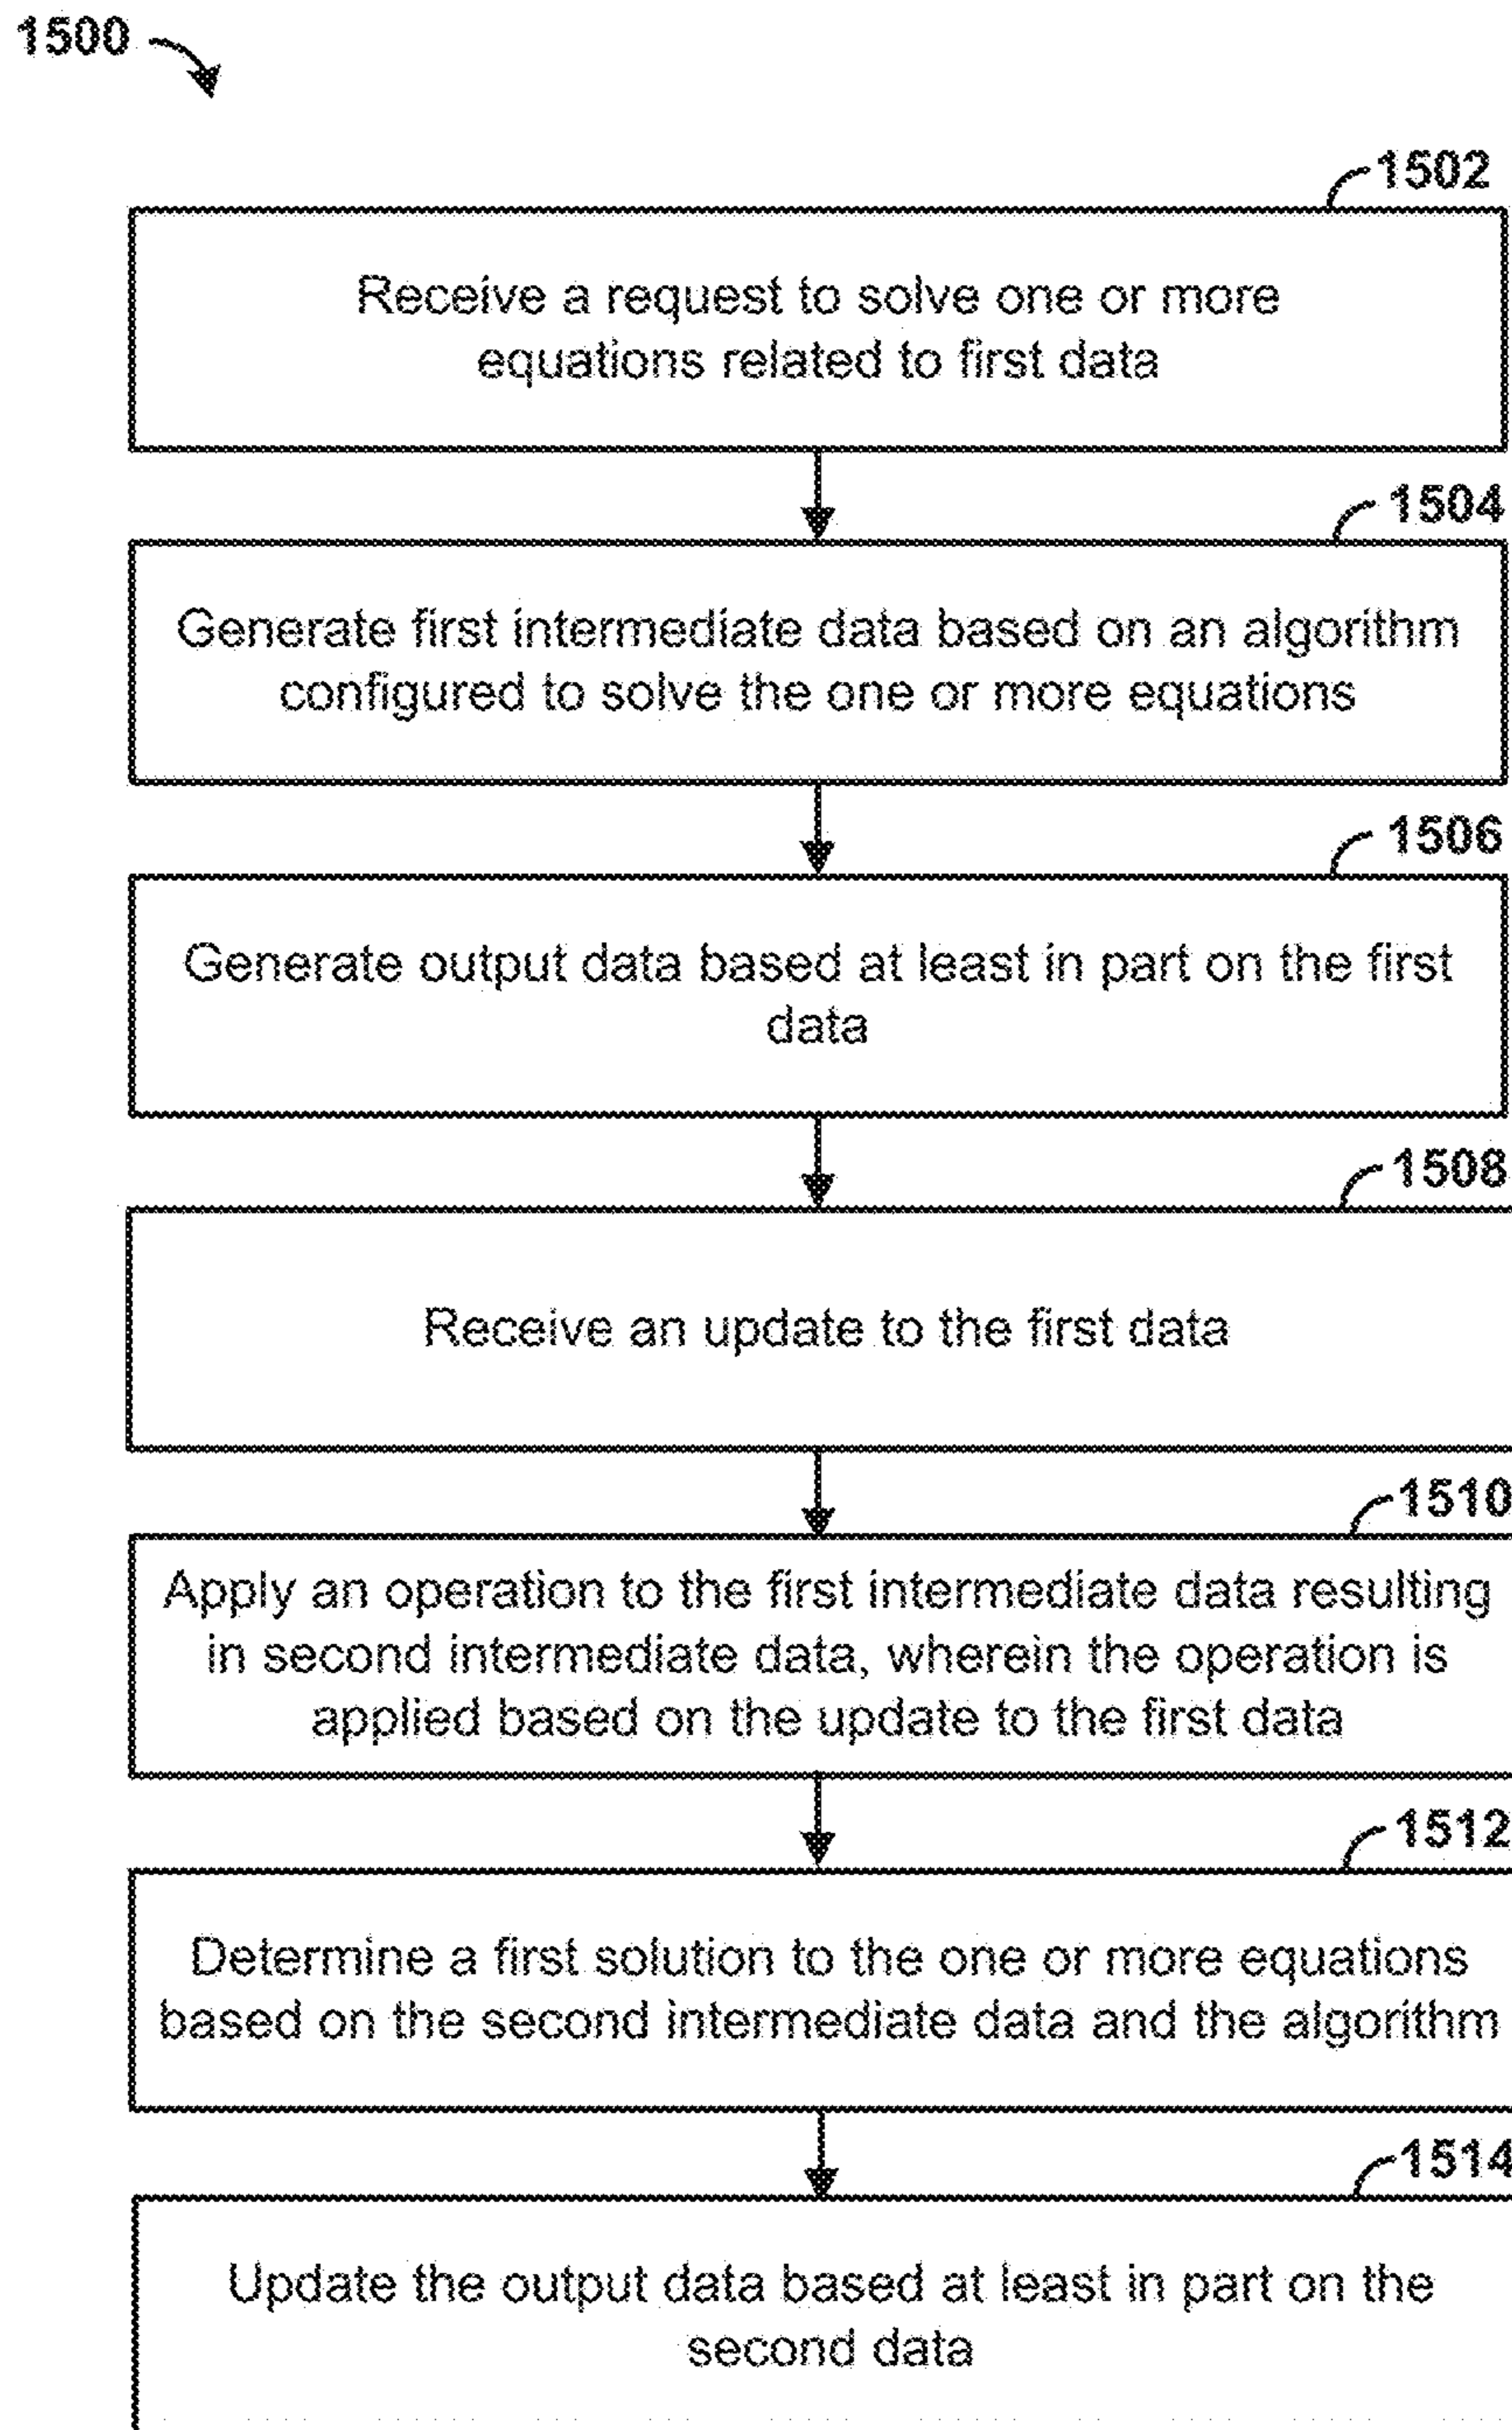 1500
1502
Receive a request to solve one or more
equations related to first data
1504
Generate first intermediate data based on an algorithm
configured to solve the one or more equations
1506
Generate output data based at least in part on the first
data
1508
Receive an update to the first data
1510
Apply an operation to the first intermediate data resulting
in second intermediate data, wherein the operation is
applied based on the update to the first data
1512
Determine a first solution to the one or more equations
based on the second intermediate data and the algorithm
1514
Update the output data based at least in part on the
second data